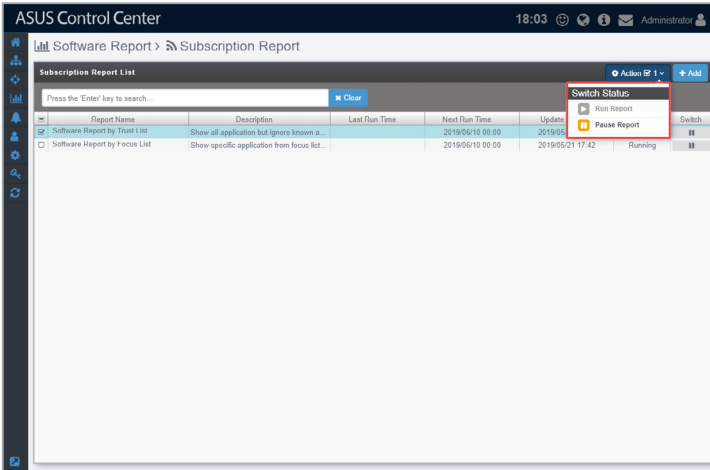 ASUS Control Center
18:03
Administrator
Software Report > Subscription Report
Subscription Report List
Action 1
+ Add
Press the 'Enter' key to search...
✖ Clear
Switch Status
Run Report
Pause Report
Report Name Description Last Run Time Next Run Time Update Switch
Software Report by Trust List Show all application but ignore known a... 2019/06/10 00:00 2019/05
Software Report by Focus List Show specific application from focus list... 2019/06/10 00:00 2019/05/21 17:42 Running